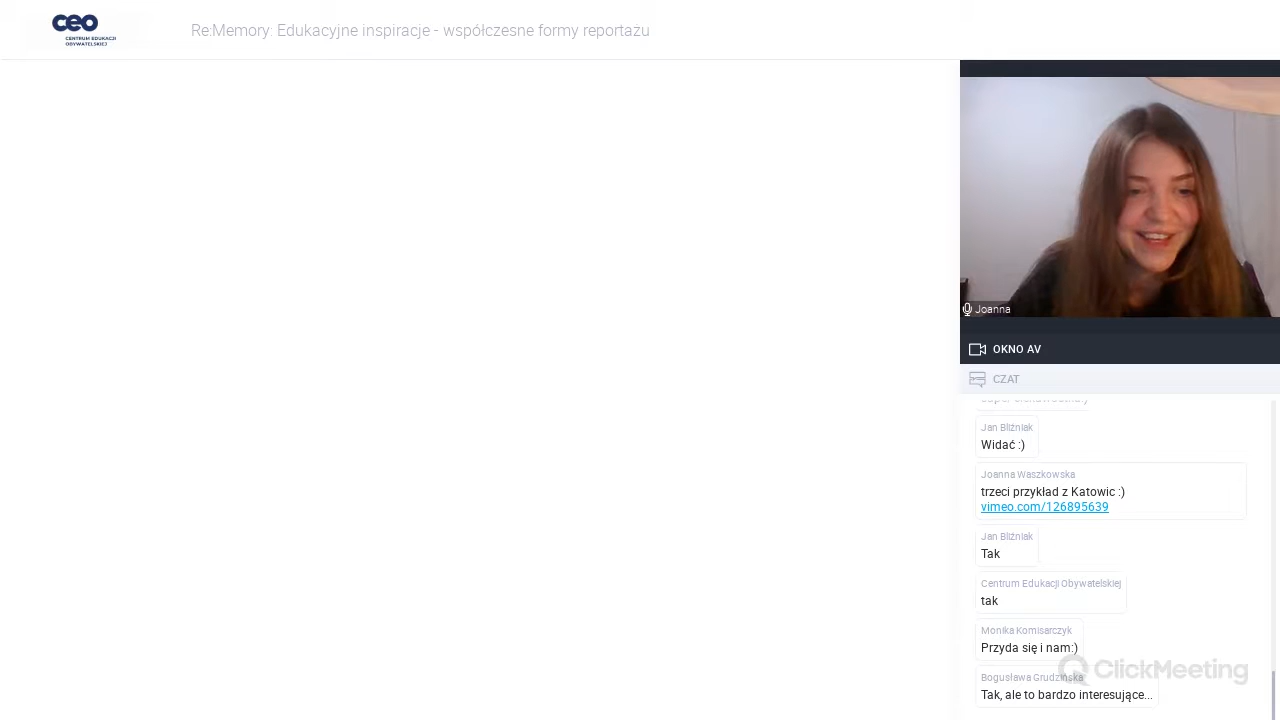 ceo
CENTRUM EDUKACJI
OBYWATELSKIEJ
Re:Memory: Edukacyjne inspiracje - współczesne formy reportażu
Joanna
OKNO AV
CZAT
Jan Bliźniak
Widać :)
Joanna Waszkowska
trzeci przykład z Katowic :)
vimeo.com/126895639
Jan Bliźniak
Tak
Centrum Edukacji Obywatelskiej
tak
Monika Komisarczyk
Przyda się i nam:)
ClickMeeting
Bogusława Grudzińska
Tak, ale to bardzo interesujące...